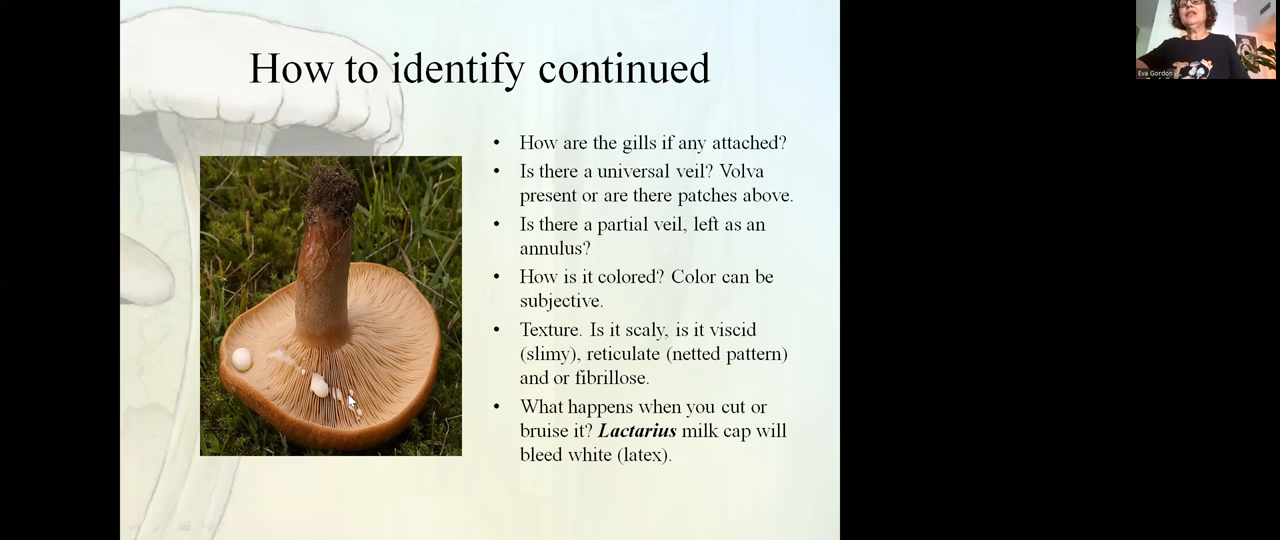 How to identify continued
Eva Gordon
• How are the gills if any attached?
• Is there a universal veil? Volva
present or are there patches above.
• Is there a partial veil, left as an
annulus?
• How is it colored? Color can be
subjective.
• Texture. Is it scaly, is it viscid
(slimy), reticulate (netted pattern)
and or fibrillose.
• What happens when you cut or
bruise it? Lactarius milk cap will
bleed white (latex).